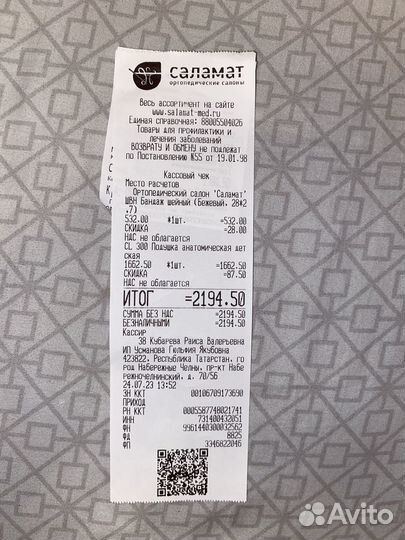 саламат
ортопедические салоны
Весь ассортимент на сайте
www.salamat-med.ru
Единая справочная: 88005504026
Товары для профилактики и
лечения заболеваний
ВОЗВРАТУ И ОБМЕНУ не подлежат
по Постановлению №55 от 19.01.98
Кассовый чек
Место расчетов
Ортопедический салон 'Саламат'
ШВН Бандаж шейный (Бежевый, 28*2
,7)
532.00 *1шт. =532.00
СКИДКА =28.00
НДС не облагается
CL 300 Подушка анатомическая дет
ская
1662.50 *1шт. =1662.50
СКИДКА =87.50
НДС не облагается
ИТОГ =2194.50
СУММА БЕЗ НДС =2194.50
БЕЗНАЛИЧНЫМИ =2194.50
Кассир
38 Кубарева Раиса Валерьевна
ИП Усманова Гюльфия Якубовна
423822, Республика Татарстан, го
род Набережные Челны, пр-кт Набе
режночелнинский, д. 70/56
24.07.23 13:52
ЗН ККТ 00106709173690
ПРИХОД
РН ККТ 0005587748021741
ИНН 731400432051
ФН 9961440300032562
ФД 8825
ФП 3346822046
Avito